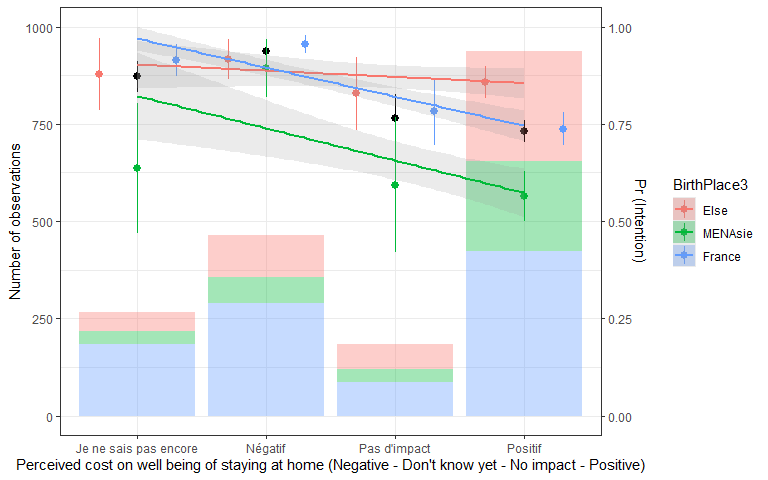 1000
750
500
250
0
Number of observations
1.00
0.75
0.50
0.25
0.00
Pr (Intention)
BirthPlace3
Else
MENAsie
France
Je ne sais pas encore
Négatif
Pas d'impact
Positif
Perceived cost on well being of staying at home (Negative - Don't know yet - No impact - Positive)